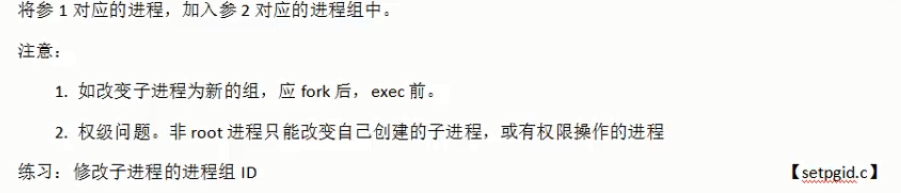 将参 1 对应的进程，加入参 2 对应的进程组中。
注意：
1. 如改变子进程为新的组，应 fork 后，exec 前。
2. 权级问题。非 root 进程只能改变自己创建的子进程，或有权限操作的进程
练习：修改子进程的进程组 ID 【setpgid.c】